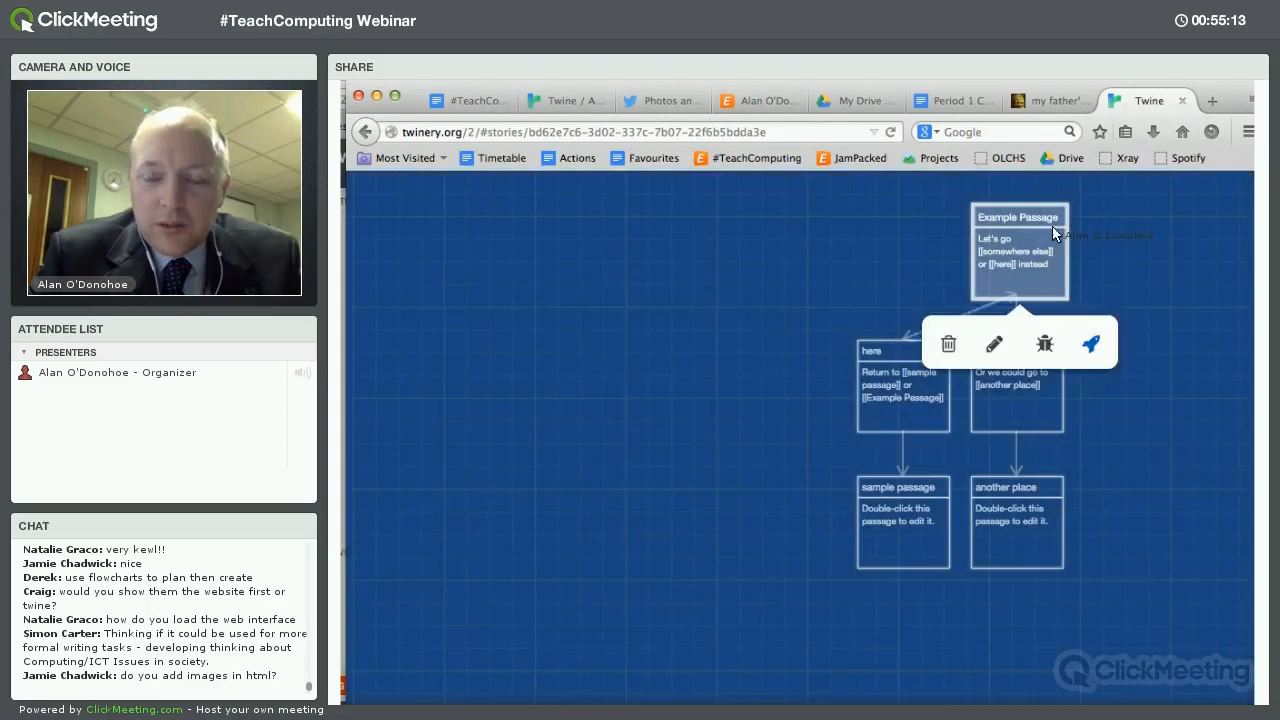 ClickMeeting
#TeachComputing Webinar
00:55:13
CAMERA AND VOICE
Alan O'Donohoe
ATTENDEE LIST
PRESENTERS
Alan O'Donohoe - Organizer
CHAT
Natalie Graco: very kewl!!
Jamie Chadwick: nice
Derek: use flowcharts to plan then create
Craig: would you show them the website first or
twine?
Natalie Graco: how do you load the web interface
Simon Carter: Thinking if it could be used for more
formal writing tasks - developing thinking about
Computing/ICT Issues in society.
Jamie Chadwick: do you add images in html?
Powered by ClickMeeting.com - Host your own meeting
SHARE
#TeachCo...
Twine / A...
Photos an...
Alan O'Do...
My Drive ...
Period 1 C...
my father'...
Twine
twinery.org/2/#stories/bd62e7c6-3d02-337c-7b07-22f6b5bdda3e
Google
Most Visited
Timetable
Actions
Favourites
#TeachComputing
JamPacked
Projects
OLCHS
Drive
Xray
Spotify
Example Passage
Let's go
[[somewhere else]]
or [[here]] instead
Alan O'Donohoe
here
Return to [[sample
passage]] or
[[Example Passage]]
Or we could go to
[[another place]]
sample passage
Double-click this
passage to edit it.
another place
Double-click this
passage to edit it.
ClickMeeting